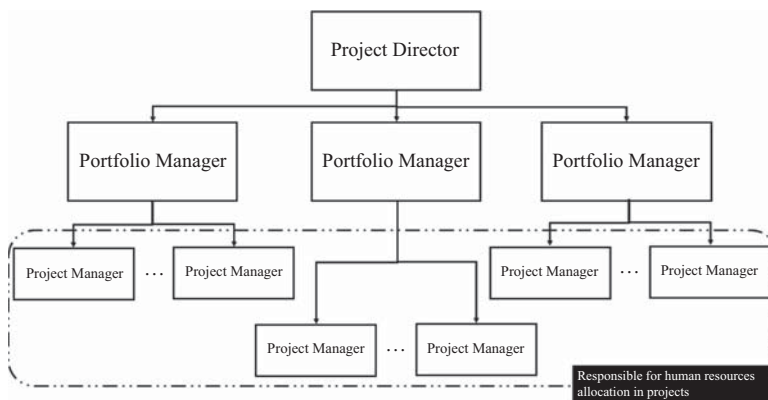 Project Director
Portfolio Manager
Portfolio Manager
Portfolio Manager
Project Manager
...
Project Manager
Project Manager
...
Project Manager
Project Manager
...
Project Manager
Responsible for human resources
allocation in projects